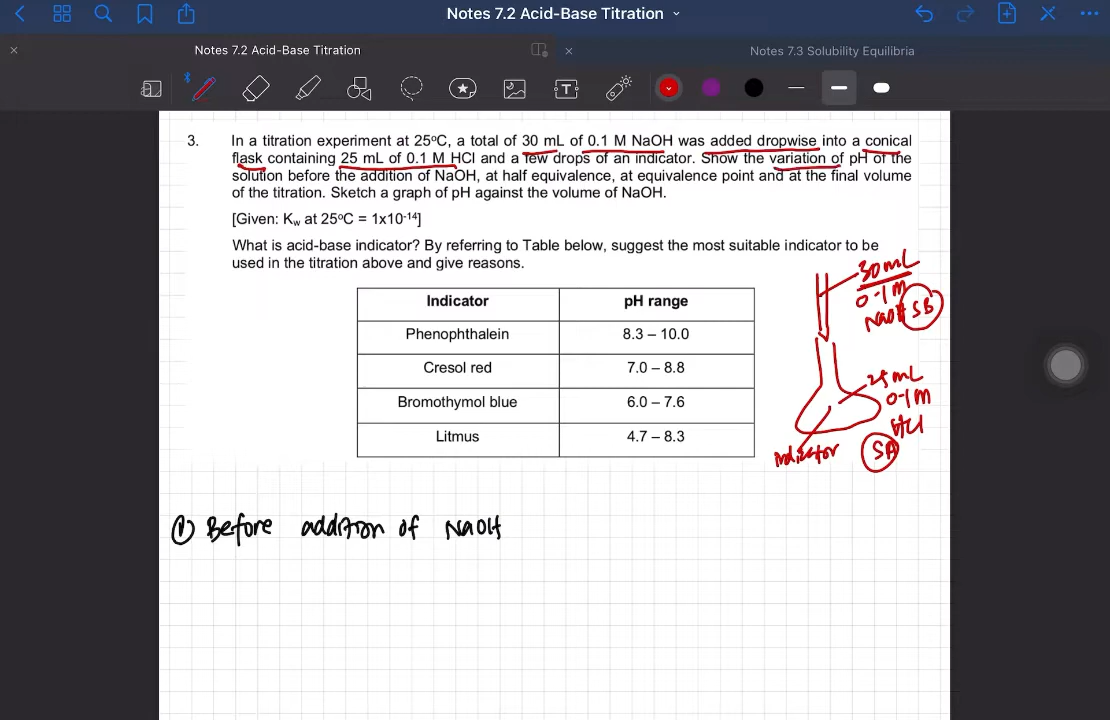 Notes 7.2 Acid-Base Titration
Notes 7.2 Acid-Base Titration
Notes 7.3 Solubility Equilibria
T
3. In a titration experiment at 25°C, a total of 30 mL of 0.1 M NaOH was added dropwise into a conical
flask containing 25 mL of 0.1 M HCl and a few drops of an indicator. Show the variation of pH of the
solution before the addition of NaOH, at half equivalence, at equivalence point and at the final volume
of the titration. Sketch a graph of pH against the volume of NaOH.
[Given: Kw at 25°C = 1x10⁻¹⁴]
What is acid-base indicator? By referring to Table below, suggest the most suitable indicator to be
used in the titration above and give reasons.
Indicator pH range
Phenophthalein 8.3 – 10.0
Cresol red 7.0 – 8.8
Bromothymol blue 6.0 – 7.6
Litmus 4.7 – 8.3
30 mL
0.1 M
NaOH SB
25 mL
0.1 M
HCl
indicator SA
① Before addition of NaOH